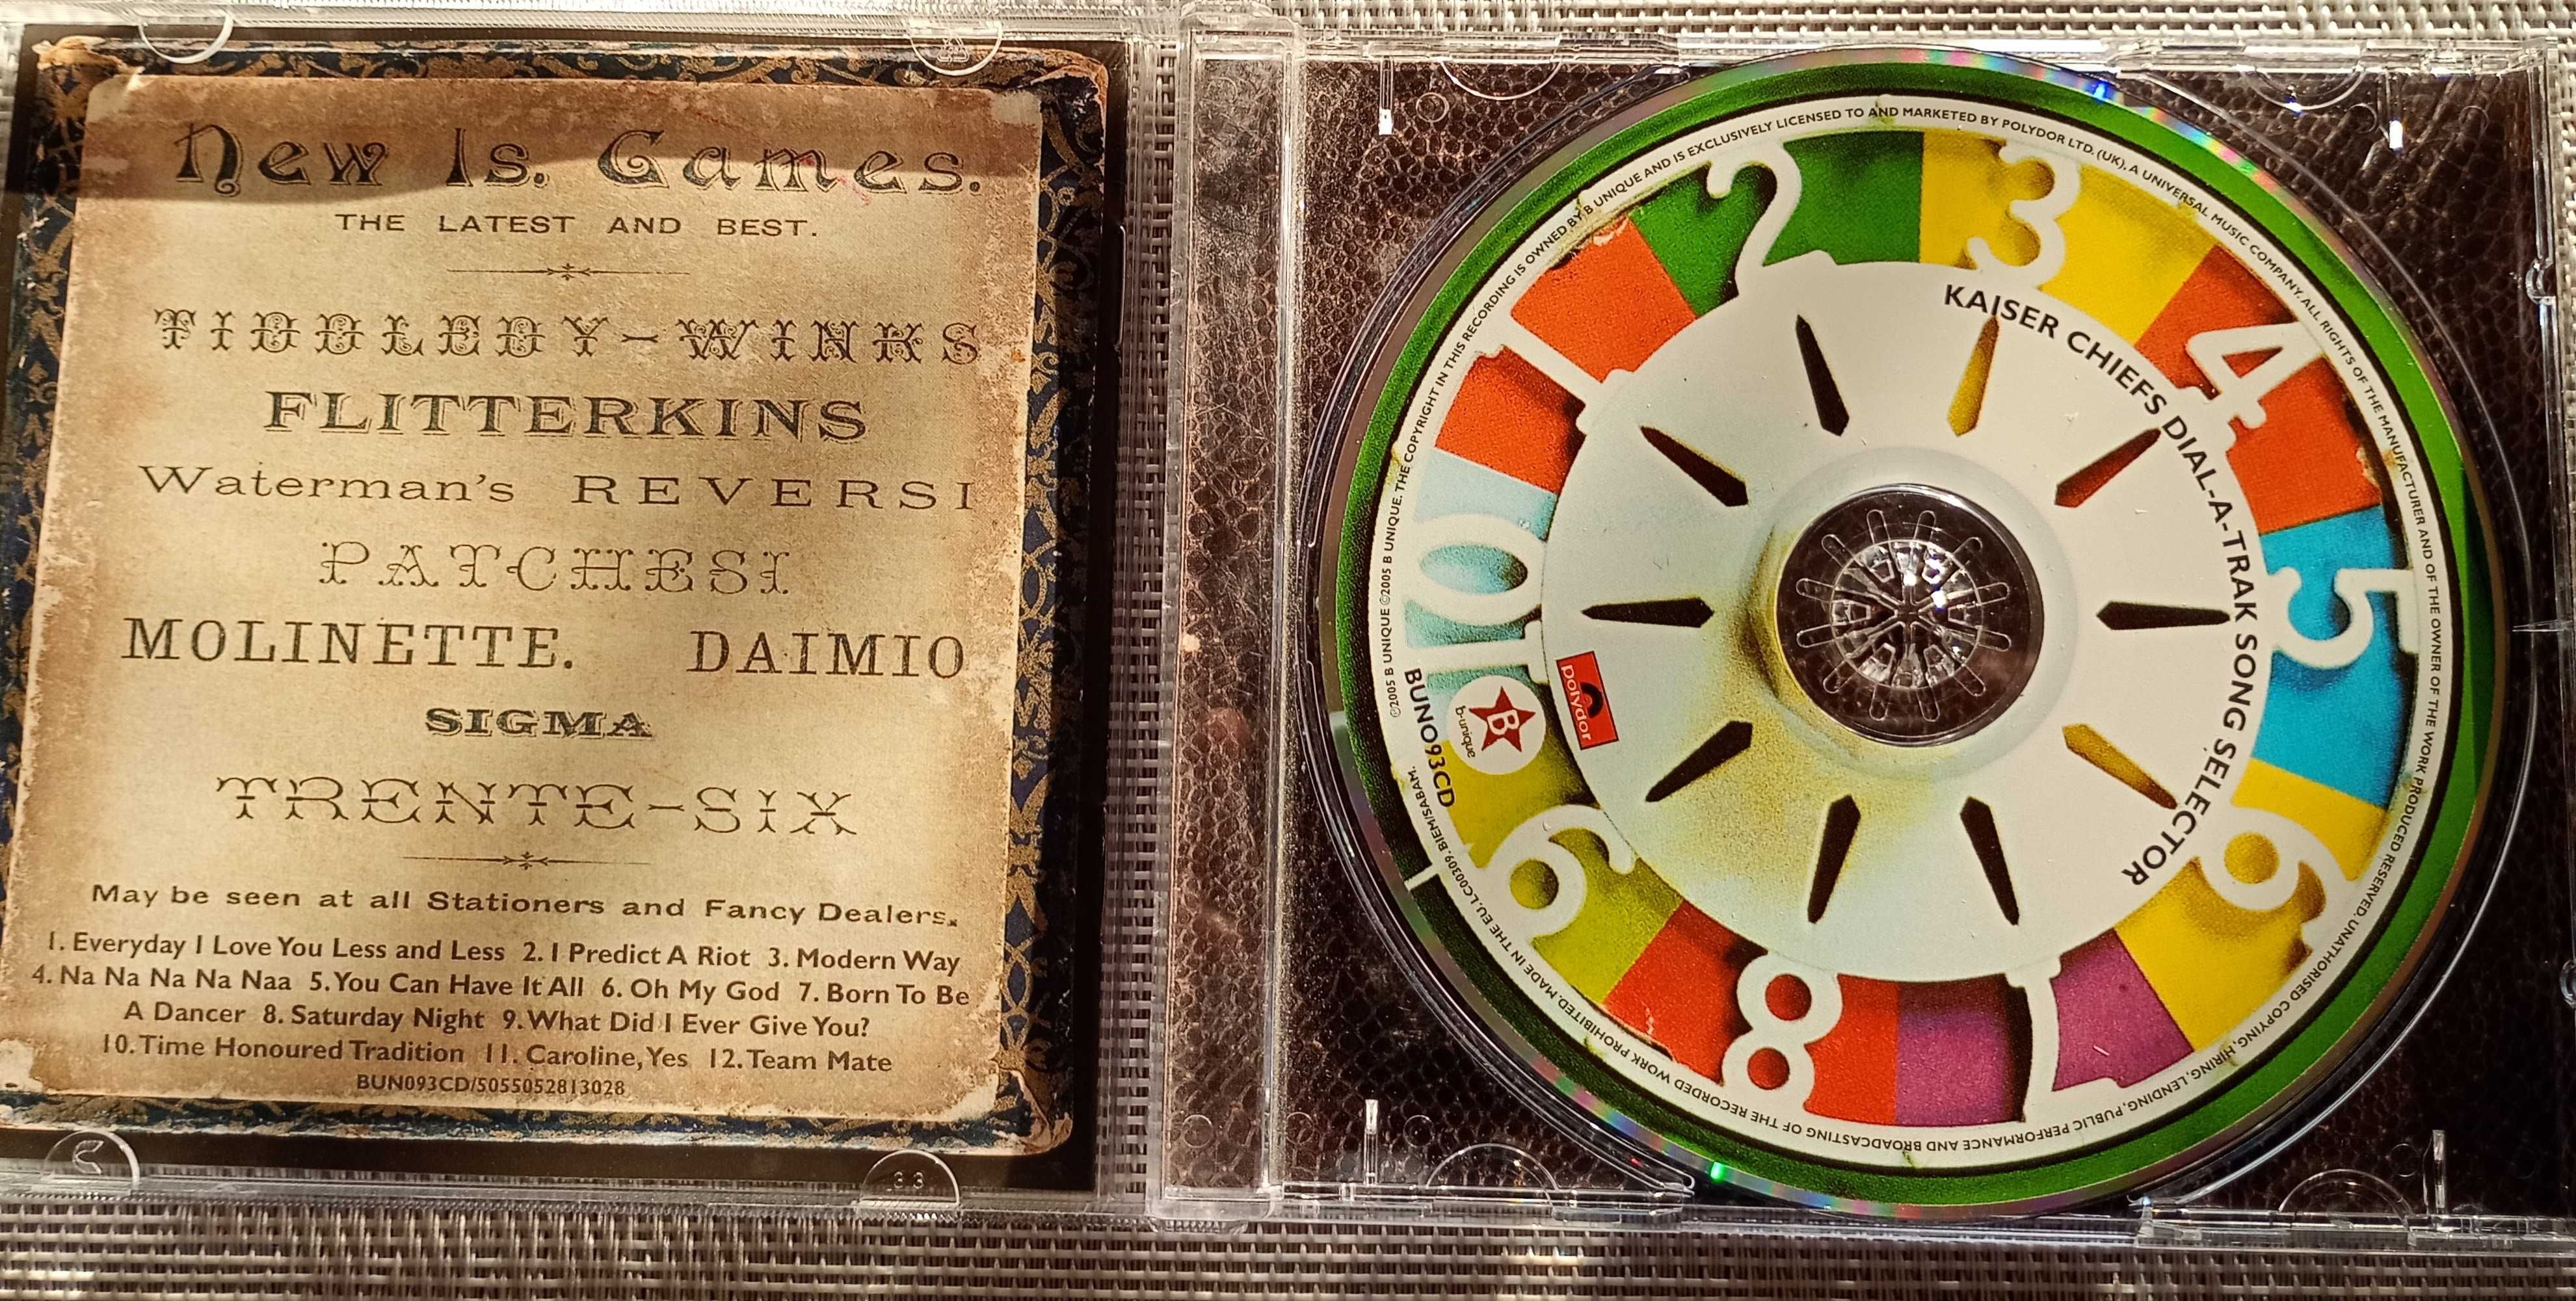 New 1s. Games.
THE LATEST AND BEST.
TIDDLEDY-WINKS
FLITTERKINS
Waterman's REVERSI
PATCHESI
MOLINETTE. DAIMIO
SIGMA
TRENTE-SIX
May be seen at all Stationers and Fancy Dealers.
1. Everyday I Love You Less and Less 2. I Predict A Riot 3. Modern Way
4. Na Na Na Na Naa 5. You Can Have It All 6. Oh My God 7. Born To Be
A Dancer 8. Saturday Night 9. What Did I Ever Give You?
10. Time Honoured Tradition 11. Caroline, Yes 12. Team Mate
BUN093CD/5055052813028
33
℗2005 B UNIQUE ©2005 B UNIQUE. THE COPYRIGHT IN THIS RECORDING IS OWNED BY B UNIQUE AND IS EXCLUSIVELY LICENSED TO AND MARKETED BY POLYDOR LTD. (UK), A UNIVERSAL MUSIC COMPANY. ALL RIGHTS OF THE MANUFACTURER AND OF THE OWNER OF THE WORK PRODUCED RESERVED. UNATHORISED COPYING, HIRING, LENDING, PUBLIC PERFORMANCE AND BROADCASTING OF THE RECORDED WORK PROHIBITED. MADE IN THE EU. LC00309. BIEM/SABAM.
KAISER CHIEFS DIAL-A-TRAK SONG SELECTOR
1
2
3
4
5
6
7
8
9
10
polydor
B
b-unique
BUNO93CD